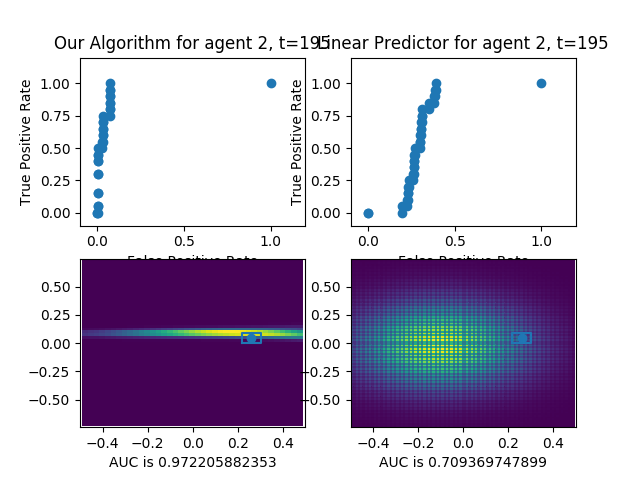 Our Algorithm for agent 2, t=195
Linear Predictor for agent 2, t=195
True Positive Rate
1.00
0.75
0.50
0.25
0.00
0.0 0.5 1.0
False Positive Rate
True Positive Rate
1.00
0.75
0.50
0.25
0.00
0.0 0.5 1.0
False Positive Rate
0.50
0.25
0.00
−0.25
−0.50
−0.4 −0.2 0.0 0.2 0.4
AUC is 0.972205882353
0.50
0.25
0.00
−0.25
−0.50
−0.4 −0.2 0.0 0.2 0.4
AUC is 0.709369747899